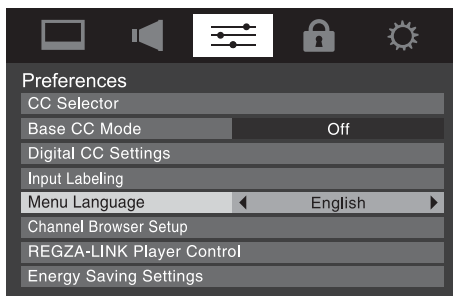 Preferences
CC Selector
Base CC Mode Off
Digital CC Settings
Input Labeling
Menu Language English
Channel Browser Setup
REGZA-LINK Player Control
Energy Saving Settings